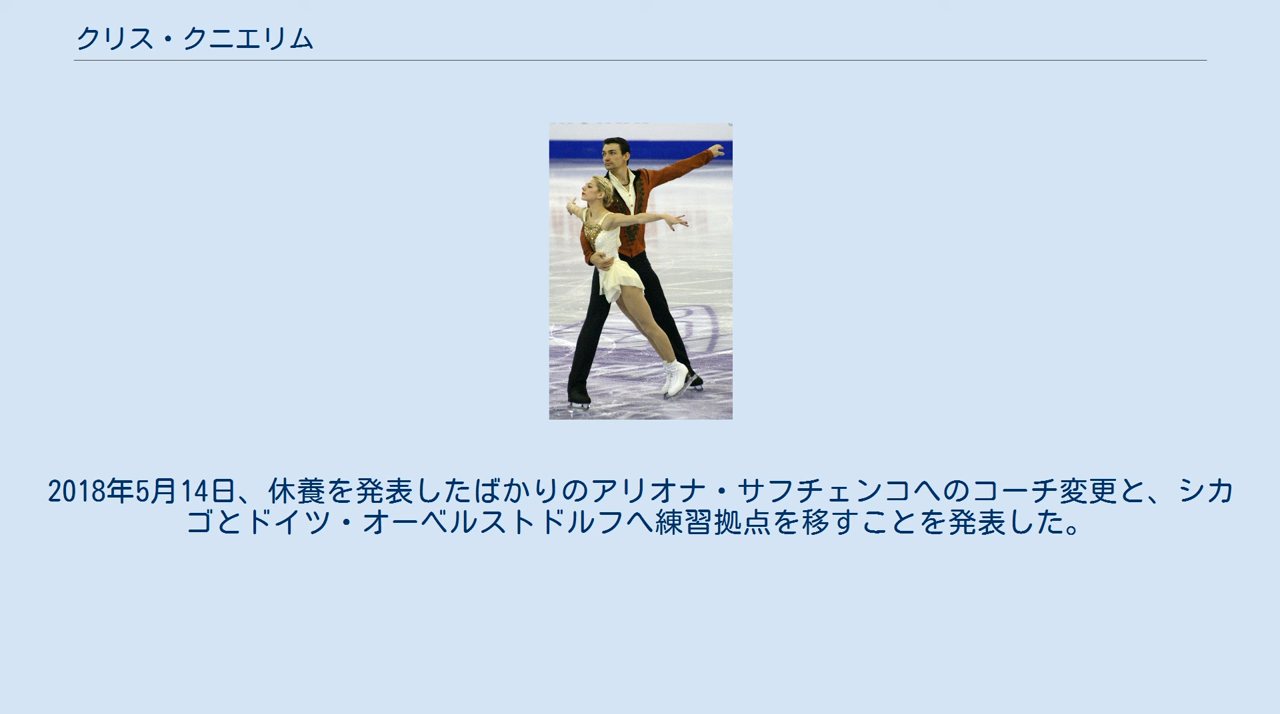 クリス・クニエリム
2018年5月14日、休養を発表したばかりのアリオナ・サフチェンコへのコーチ変更と、シカ
ゴとドイツ・オーベルストドルフへ練習拠点を移すことを発表した。